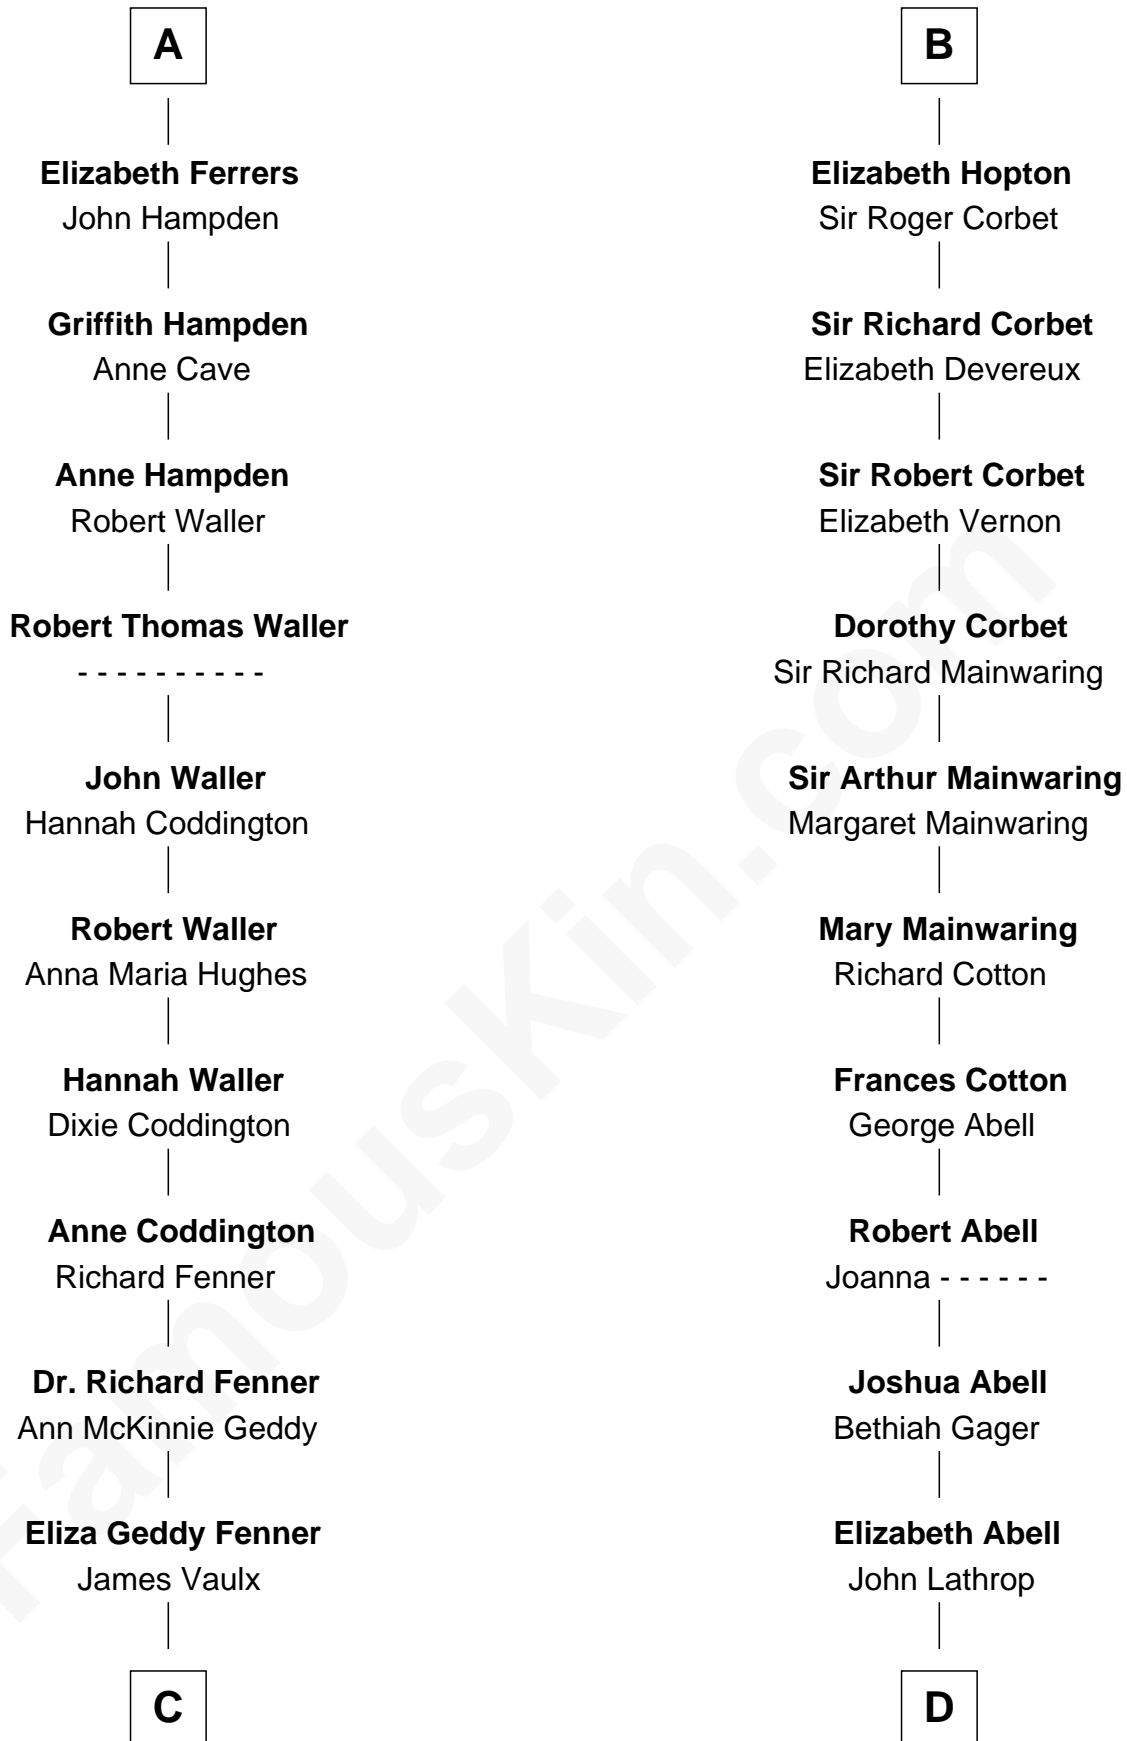 A
Elizabeth Ferrers
John Hampden
Griffith Hampden
Anne Cave
Anne Hampden
Robert Waller
Robert Thomas Waller
- - - - - - - - - -
John Waller
Hannah Coddington
Robert Waller
Anna Maria Hughes
Hannah Waller
Dixie Coddington
Anne Coddington
Richard Fenner
Dr. Richard Fenner
Ann McKinnie Geddy
Eliza Geddy Fenner
James Vaulx
C
B
Elizabeth Hopton
Sir Roger Corbet
Sir Richard Corbet
Elizabeth Devereux
Sir Robert Corbet
Elizabeth Vernon
Dorothy Corbet
Sir Richard Mainwaring
Sir Arthur Mainwaring
Margaret Mainwaring
Mary Mainwaring
Richard Cotton
Frances Cotton
George Abell
Robert Abell
Joanna - - - - - -
Joshua Abell
Bethiah Gager
Elizabeth Abell
John Lathrop
D
FamousKin.com